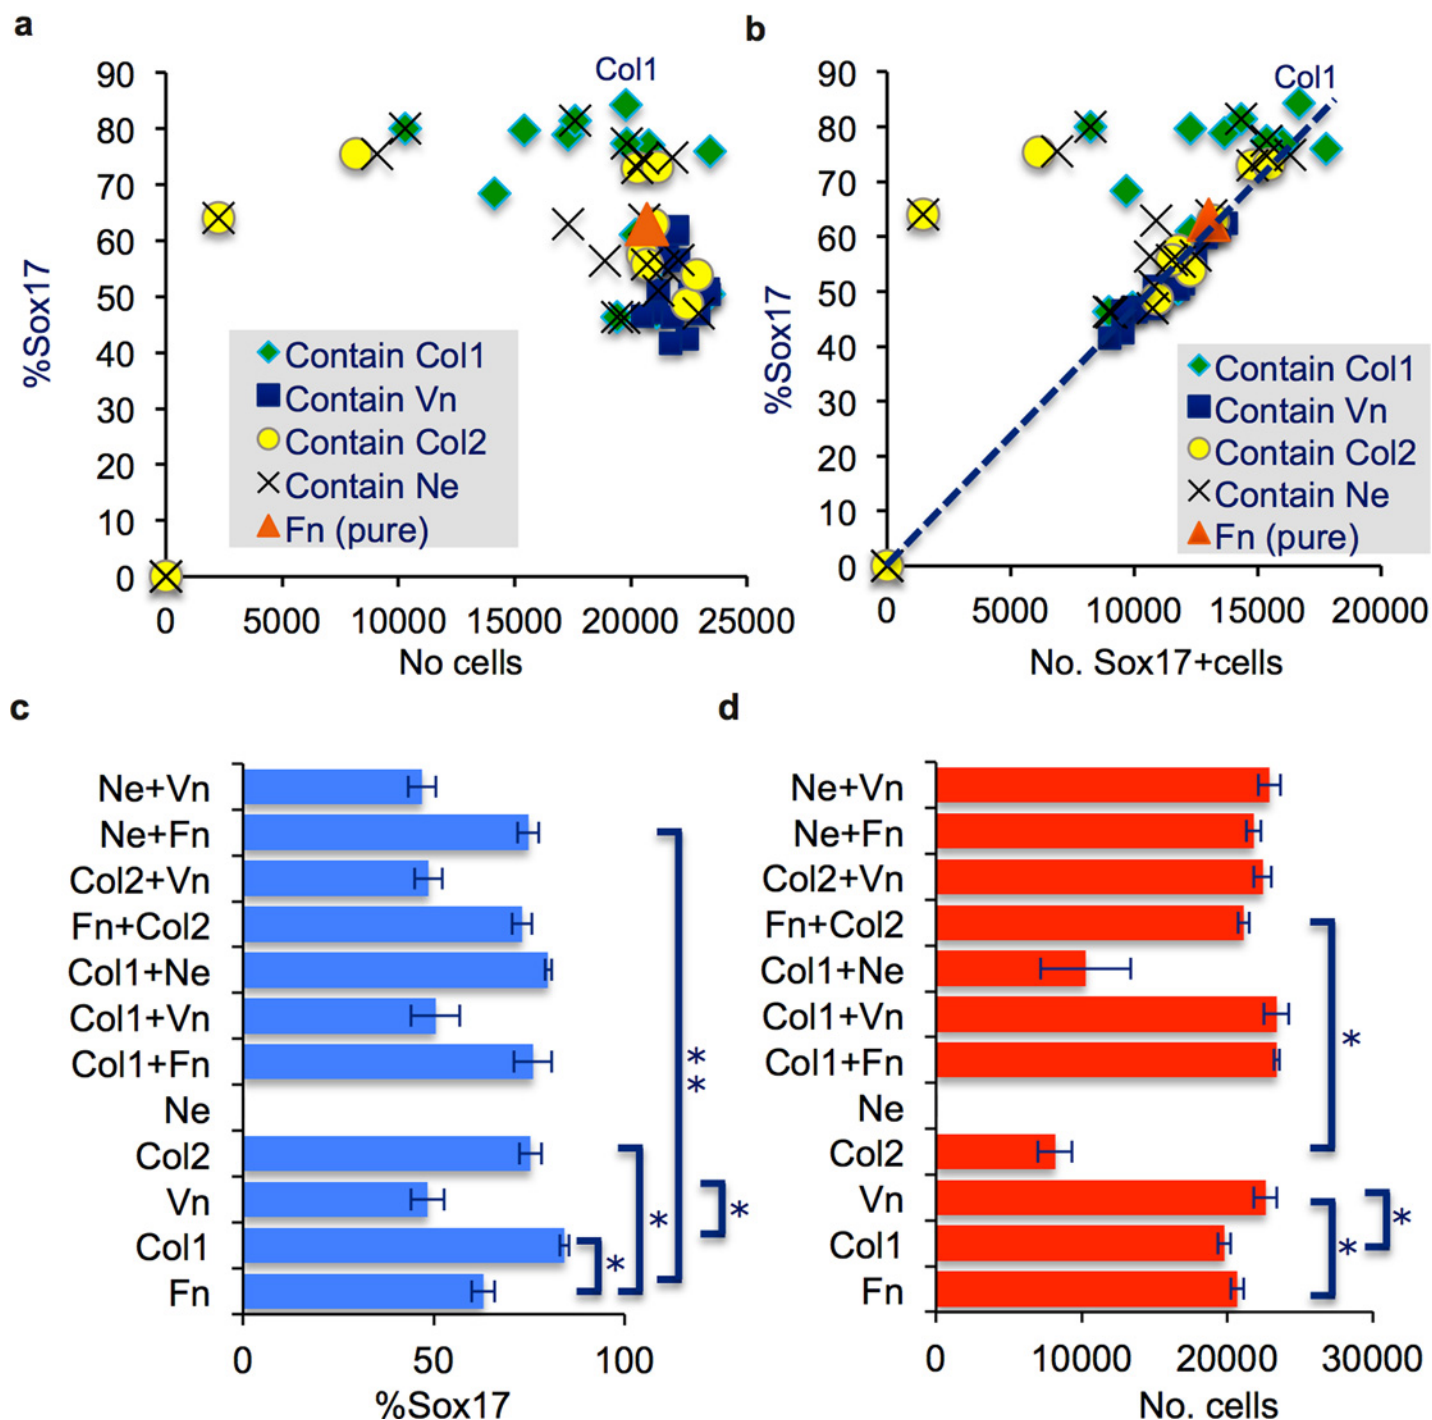 a
Col1
%Sox17
90
80
70
60
50
40
30
20
10
0
Contain Col1
Contain Vn
Contain Col2
Contain Ne
Fn (pure)
0 5000 10000 15000 20000 25000
No cells
b
Col1
%Sox17
90
80
70
60
50
40
30
20
10
0
Contain Col1
Contain Vn
Contain Col2
Contain Ne
Fn (pure)
0 5000 10000 15000 20000
No. Sox17+cells
c
Ne+Vn
Ne+Fn
Col2+Vn
Fn+Col2
Col1+Ne
Col1+Vn
Col1+Fn
Ne
Col2
Vn
Col1
Fn
*
*
*
*
*
0 50 100
%Sox17
d
Ne+Vn
Ne+Fn
Col2+Vn
Fn+Col2
Col1+Ne
Col1+Vn
Col1+Fn
Ne
Col2
Vn
Col1
Fn
*
*
*
0 10000 20000 30000
No. cells